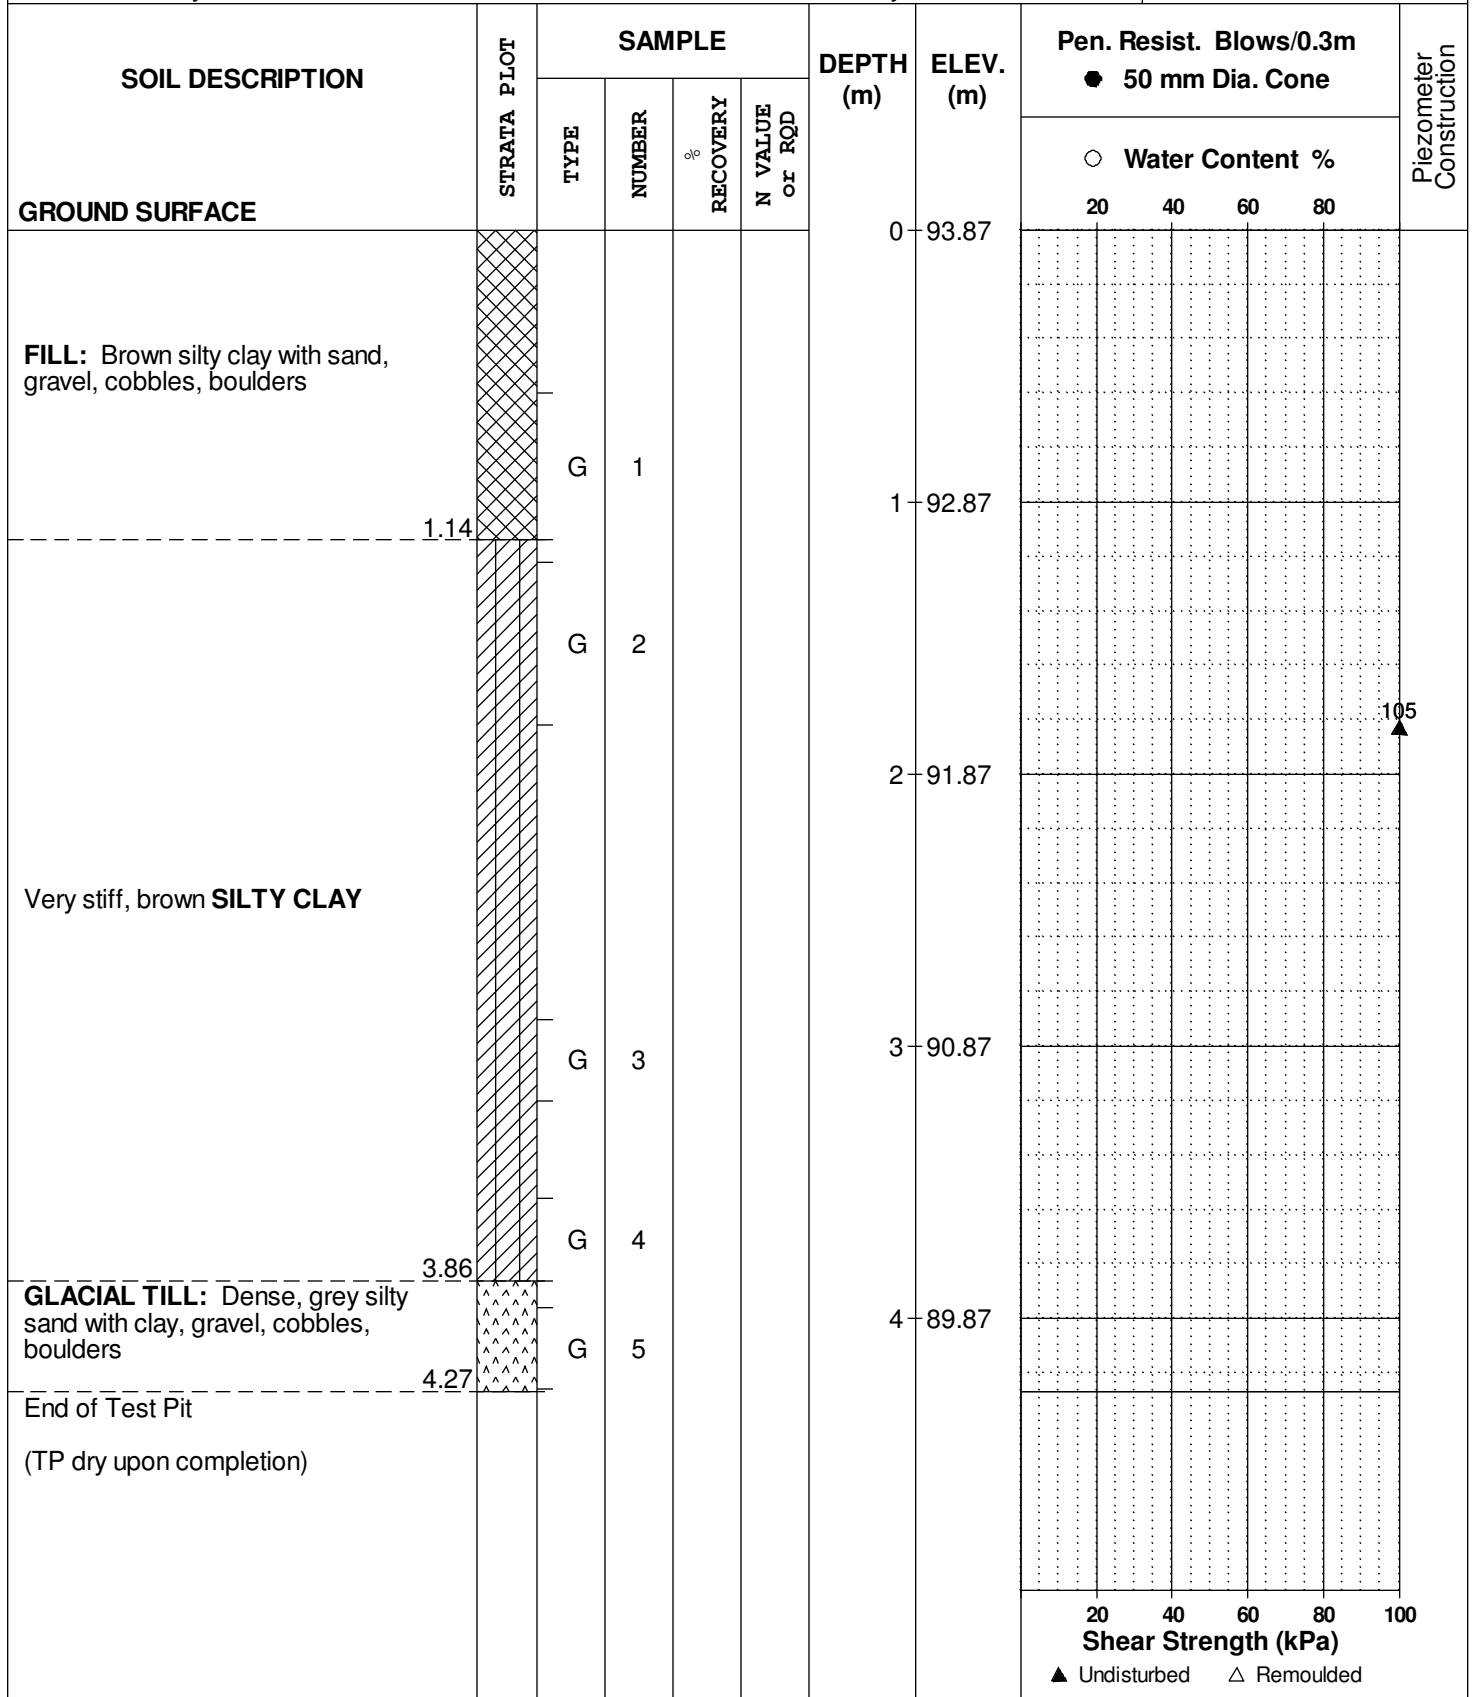 SOIL DESCRIPTION
GROUND SURFACE
STRATA PLOT
SAMPLE
TYPE
NUMBER
%
RECOVERY
N VALUE
or RQD
DEPTH
(m)
ELEV.
(m)
Pen. Resist. Blows/0.3m
● 50 mm Dia. Cone
○ Water Content %
20 40 60 80
Piezometer
Construction
0 93.87
FILL: Brown silty clay with sand,
gravel, cobbles, boulders
G 1
1 92.87
1.14
G 2
105
2 91.87
Very stiff, brown SILTY CLAY
3 90.87
G 3
G 4
3.86
GLACIAL TILL: Dense, grey silty
sand with clay, gravel, cobbles,
boulders
4 89.87
G 5
4.27
End of Test Pit
(TP dry upon completion)
20 40 60 80 100
Shear Strength (kPa)
▲ Undisturbed △ Remoulded